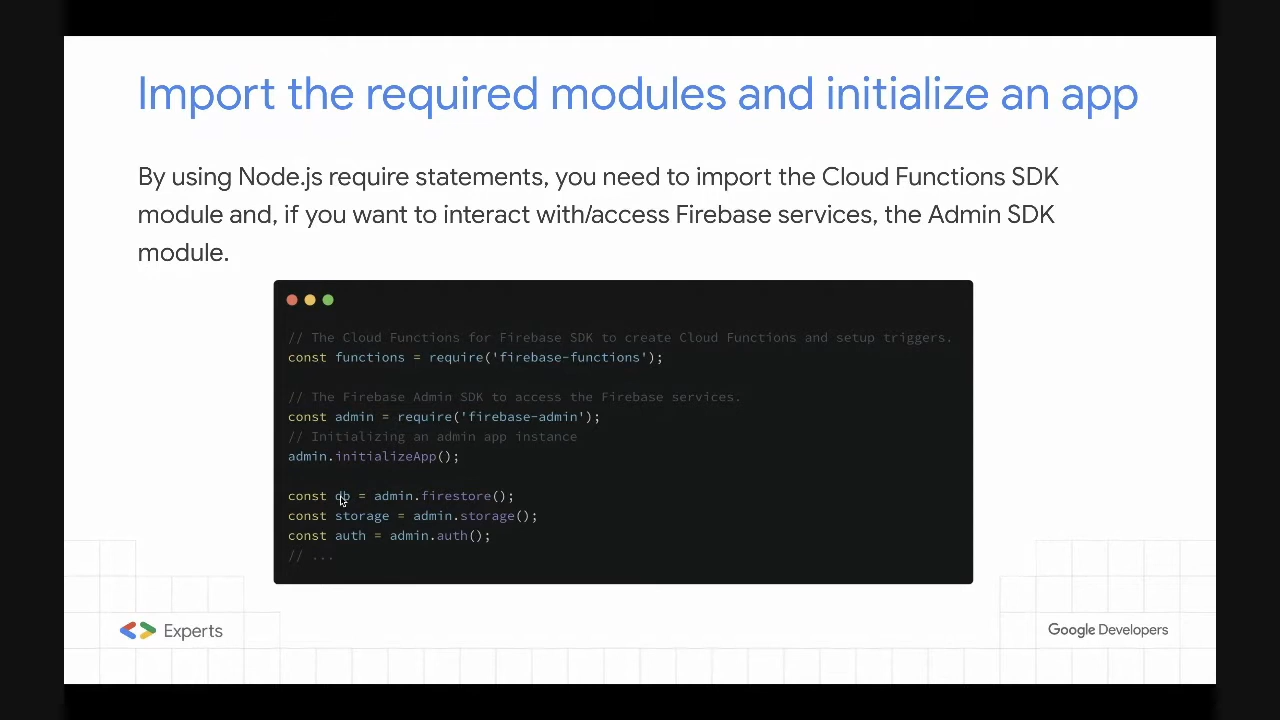 Import the required modules and initialize an app
By using Node.js require statements, you need to import the Cloud Functions SDK
module and, if you want to interact with/access Firebase services, the Admin SDK
module.
// The Cloud Functions for Firebase SDK to create Cloud Functions and setup triggers.
const functions = require('firebase-functions');
// The Firebase Admin SDK to access the Firebase services.
const admin = require('firebase-admin');
// Initializing an admin app instance
admin.initializeApp();
const db = admin.firestore();
const storage = admin.storage();
const auth = admin.auth();
// ...
Experts
Google Developers